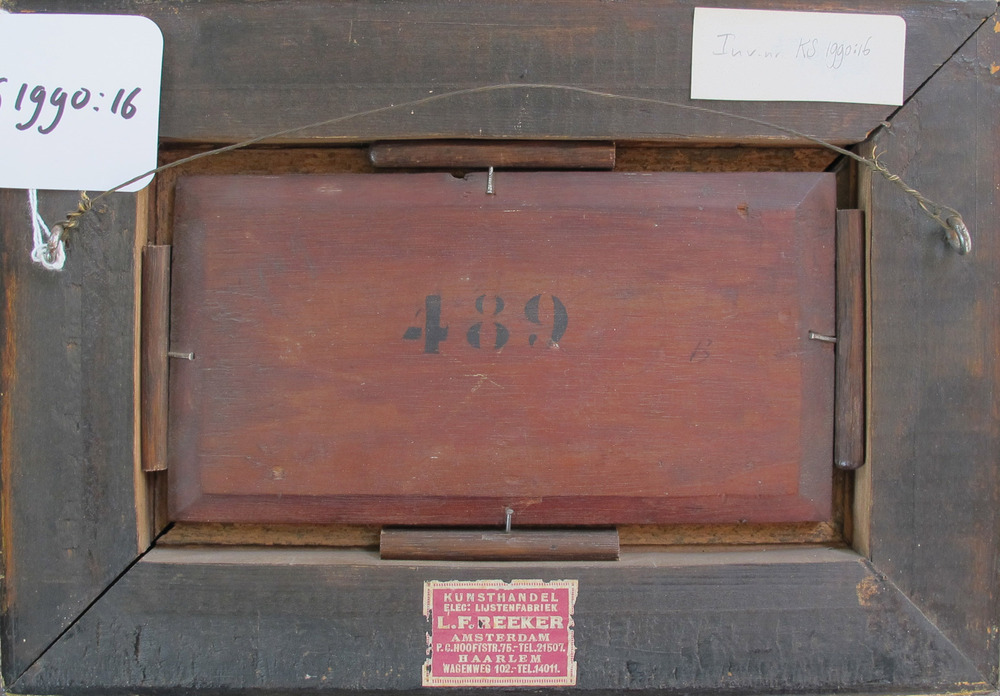 1990:16
Inv.nr KS 1990:16
489
B
KUNSTHANDEL
ELEC: LIJSTENFABRIEK
L.F. REEKER
AMSTERDAM
P.C. HOOFTSTR. 75.-TEL. 21507.
HAARLEM
WAGENWEG 102.-TEL. 14011.